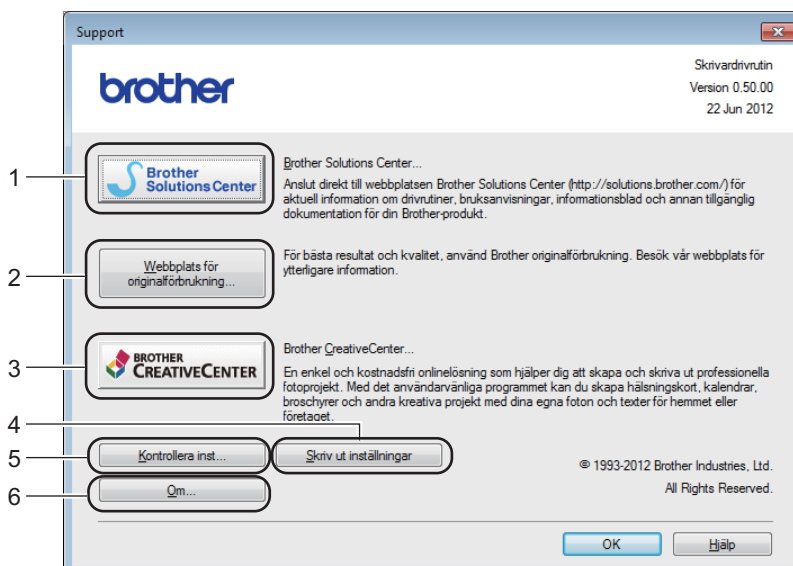 Support
brother
Skrivardrivrutin
Version 0.50.00
22 Jun 2012
1
Brother
Solutions Center
Brother Solutions Center...
Anslut direkt till webbplatsen Brother Solutions Center (http://solutions.brother.com/) för
aktuell information om drivrutiner, bruksanvisningar, informationsblad och annan tillgänglig
dokumentation för din Brother-produkt.
2
Webbplats för
originalförbrukning...
För bästa resultat och kvalitet, använd Brother originalförbrukning. Besök vår webbplats för
ytterligare information.
3
BROTHER
CREATIVECENTER
Brother CreativeCenter...
En enkel och kostnadsfri onlinelösning som hjälper dig att skapa och skriva ut professionella
fotoprojekt. Med det användarvänliga programmet kan du skapa hälsningskort, kalendrar,
broschyrer och andra kreativa projekt med dina egna foton och texter för hemmet eller
företaget.
4
5
Kontrollera inst...
Skriv ut inställningar
6
Om...
© 1993-2012 Brother Industries, Ltd.
All Rights Reserved.
OK
Hjälp